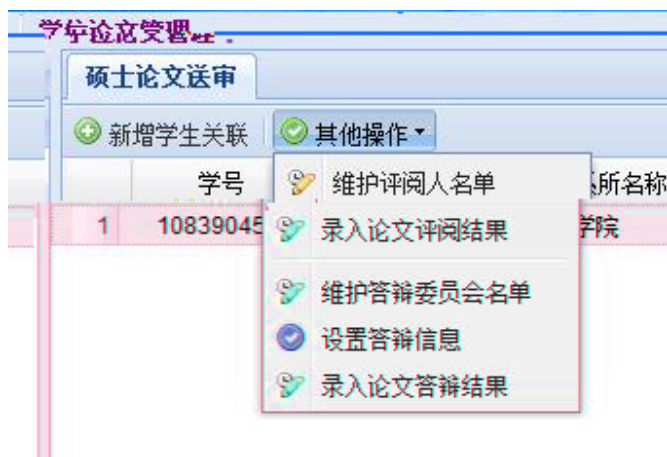 硕士论文送审
新增学生关联 其他操作
学号 维护评阅人名单 所名称
1 10839045 录入论文评阅结果 学院
维护答辩委员会名单
设置答辩信息
录入论文答辩结果